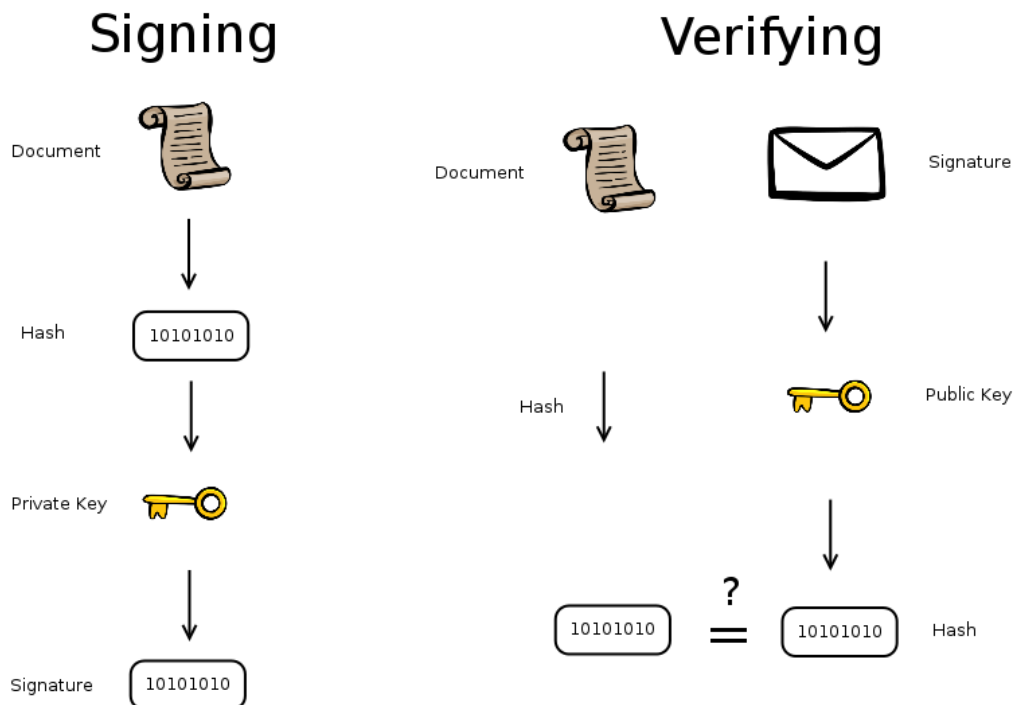 Signing
Document
Hash
10101010
Private Key
Signature
10101010
Verifying
Document
Signature
Hash
Public Key
10101010
?
=
10101010
Hash